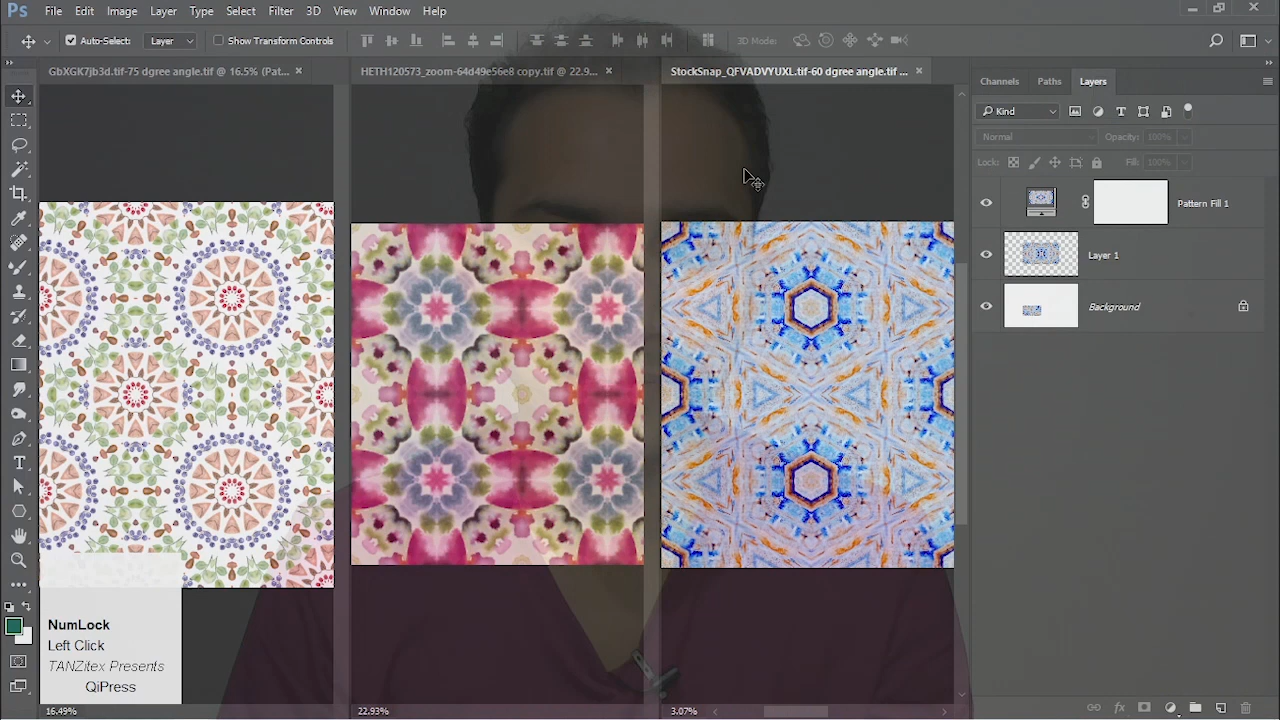 Ps File Edit Image Layer Type Select Filter 3D View Window Help
Auto-Select: Layer Show Transform Controls 3D Mode:
GbXGK7jb3d.tif-75 dgree angle.tif @ 16.5% (Pat... × HETH120573_zoom-64d49e56e8 copy.tif @ 22.9... × StockSnap_QFVADVYUXL.tif-60 dgree angle.tif ... ×
Channels Paths Layers
Kind
Normal Opacity: 100%
Lock: Fill: 100%
Pattern Fill 1
Layer 1
Background
NumLock
Left Click
TANZitex Presents
QiPress
16.49% 22.93% 3.07%
fx